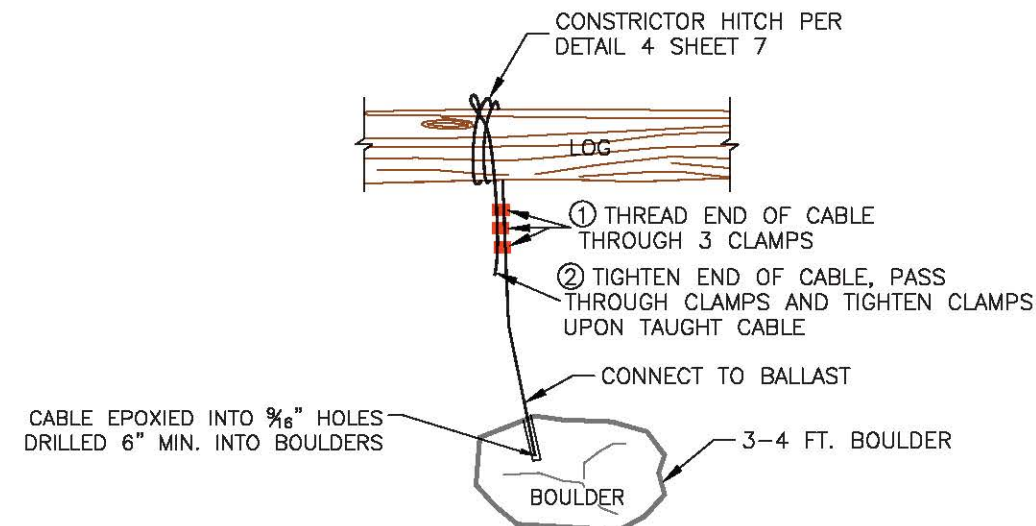 CONSTRICTOR HITCH PER
DETAIL 4 SHEET 7
LOG
① THREAD END OF CABLE
THROUGH 3 CLAMPS
② TIGHTEN END OF CABLE, PASS
THROUGH CLAMPS AND TIGHTEN CLAMPS
UPON TAUGHT CABLE
CONNECT TO BALLAST
CABLE EPOXIED INTO 9/16" HOLES
DRILLED 6" MIN. INTO BOULDERS
3-4 FT. BOULDER
BOULDER